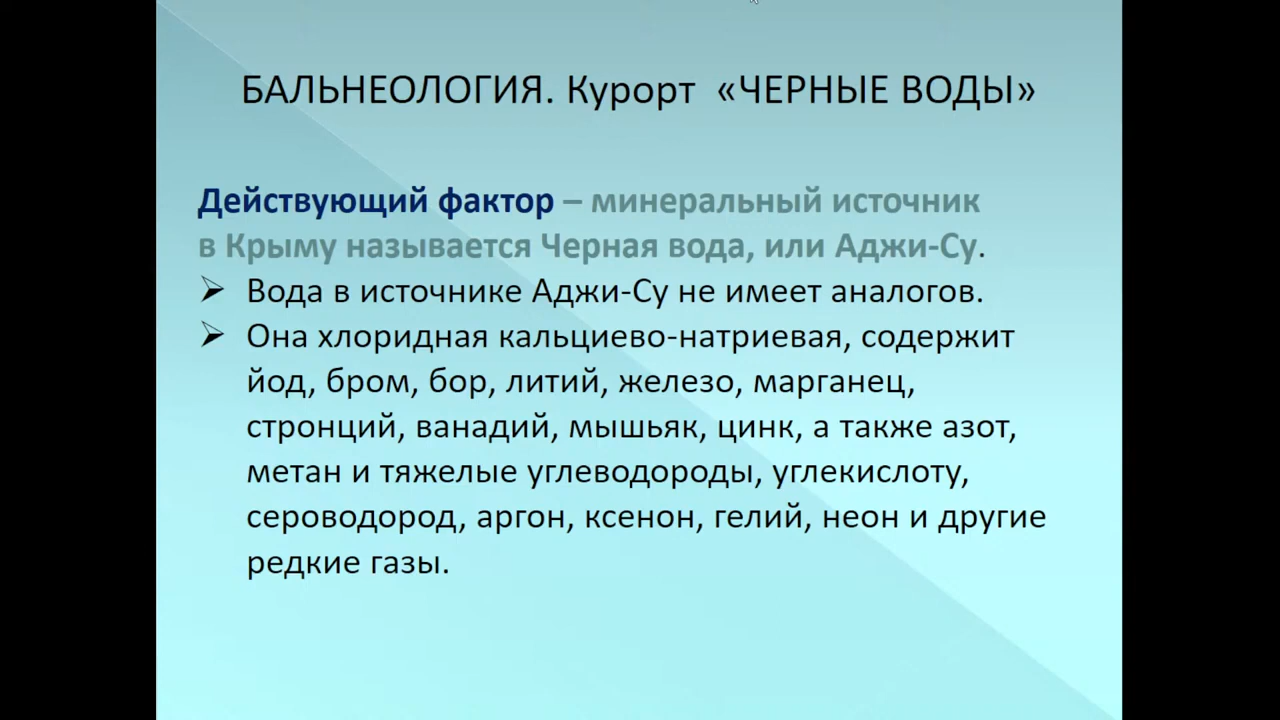 БАЛЬНЕОЛОГИЯ. Курорт «ЧЕРНЫЕ ВОДЫ»
Действующий фактор – минеральный источник
в Крыму называется Черная вода, или Аджи-Су.
➢ Вода в источнике Аджи-Су не имеет аналогов.
➢ Она хлоридная кальциево-натриевая, содержит
йод, бром, бор, литий, железо, марганец,
стронций, ванадий, мышьяк, цинк, а также азот,
метан и тяжелые углеводороды, углекислоту,
сероводород, аргон, ксенон, гелий, неон и другие
редкие газы.